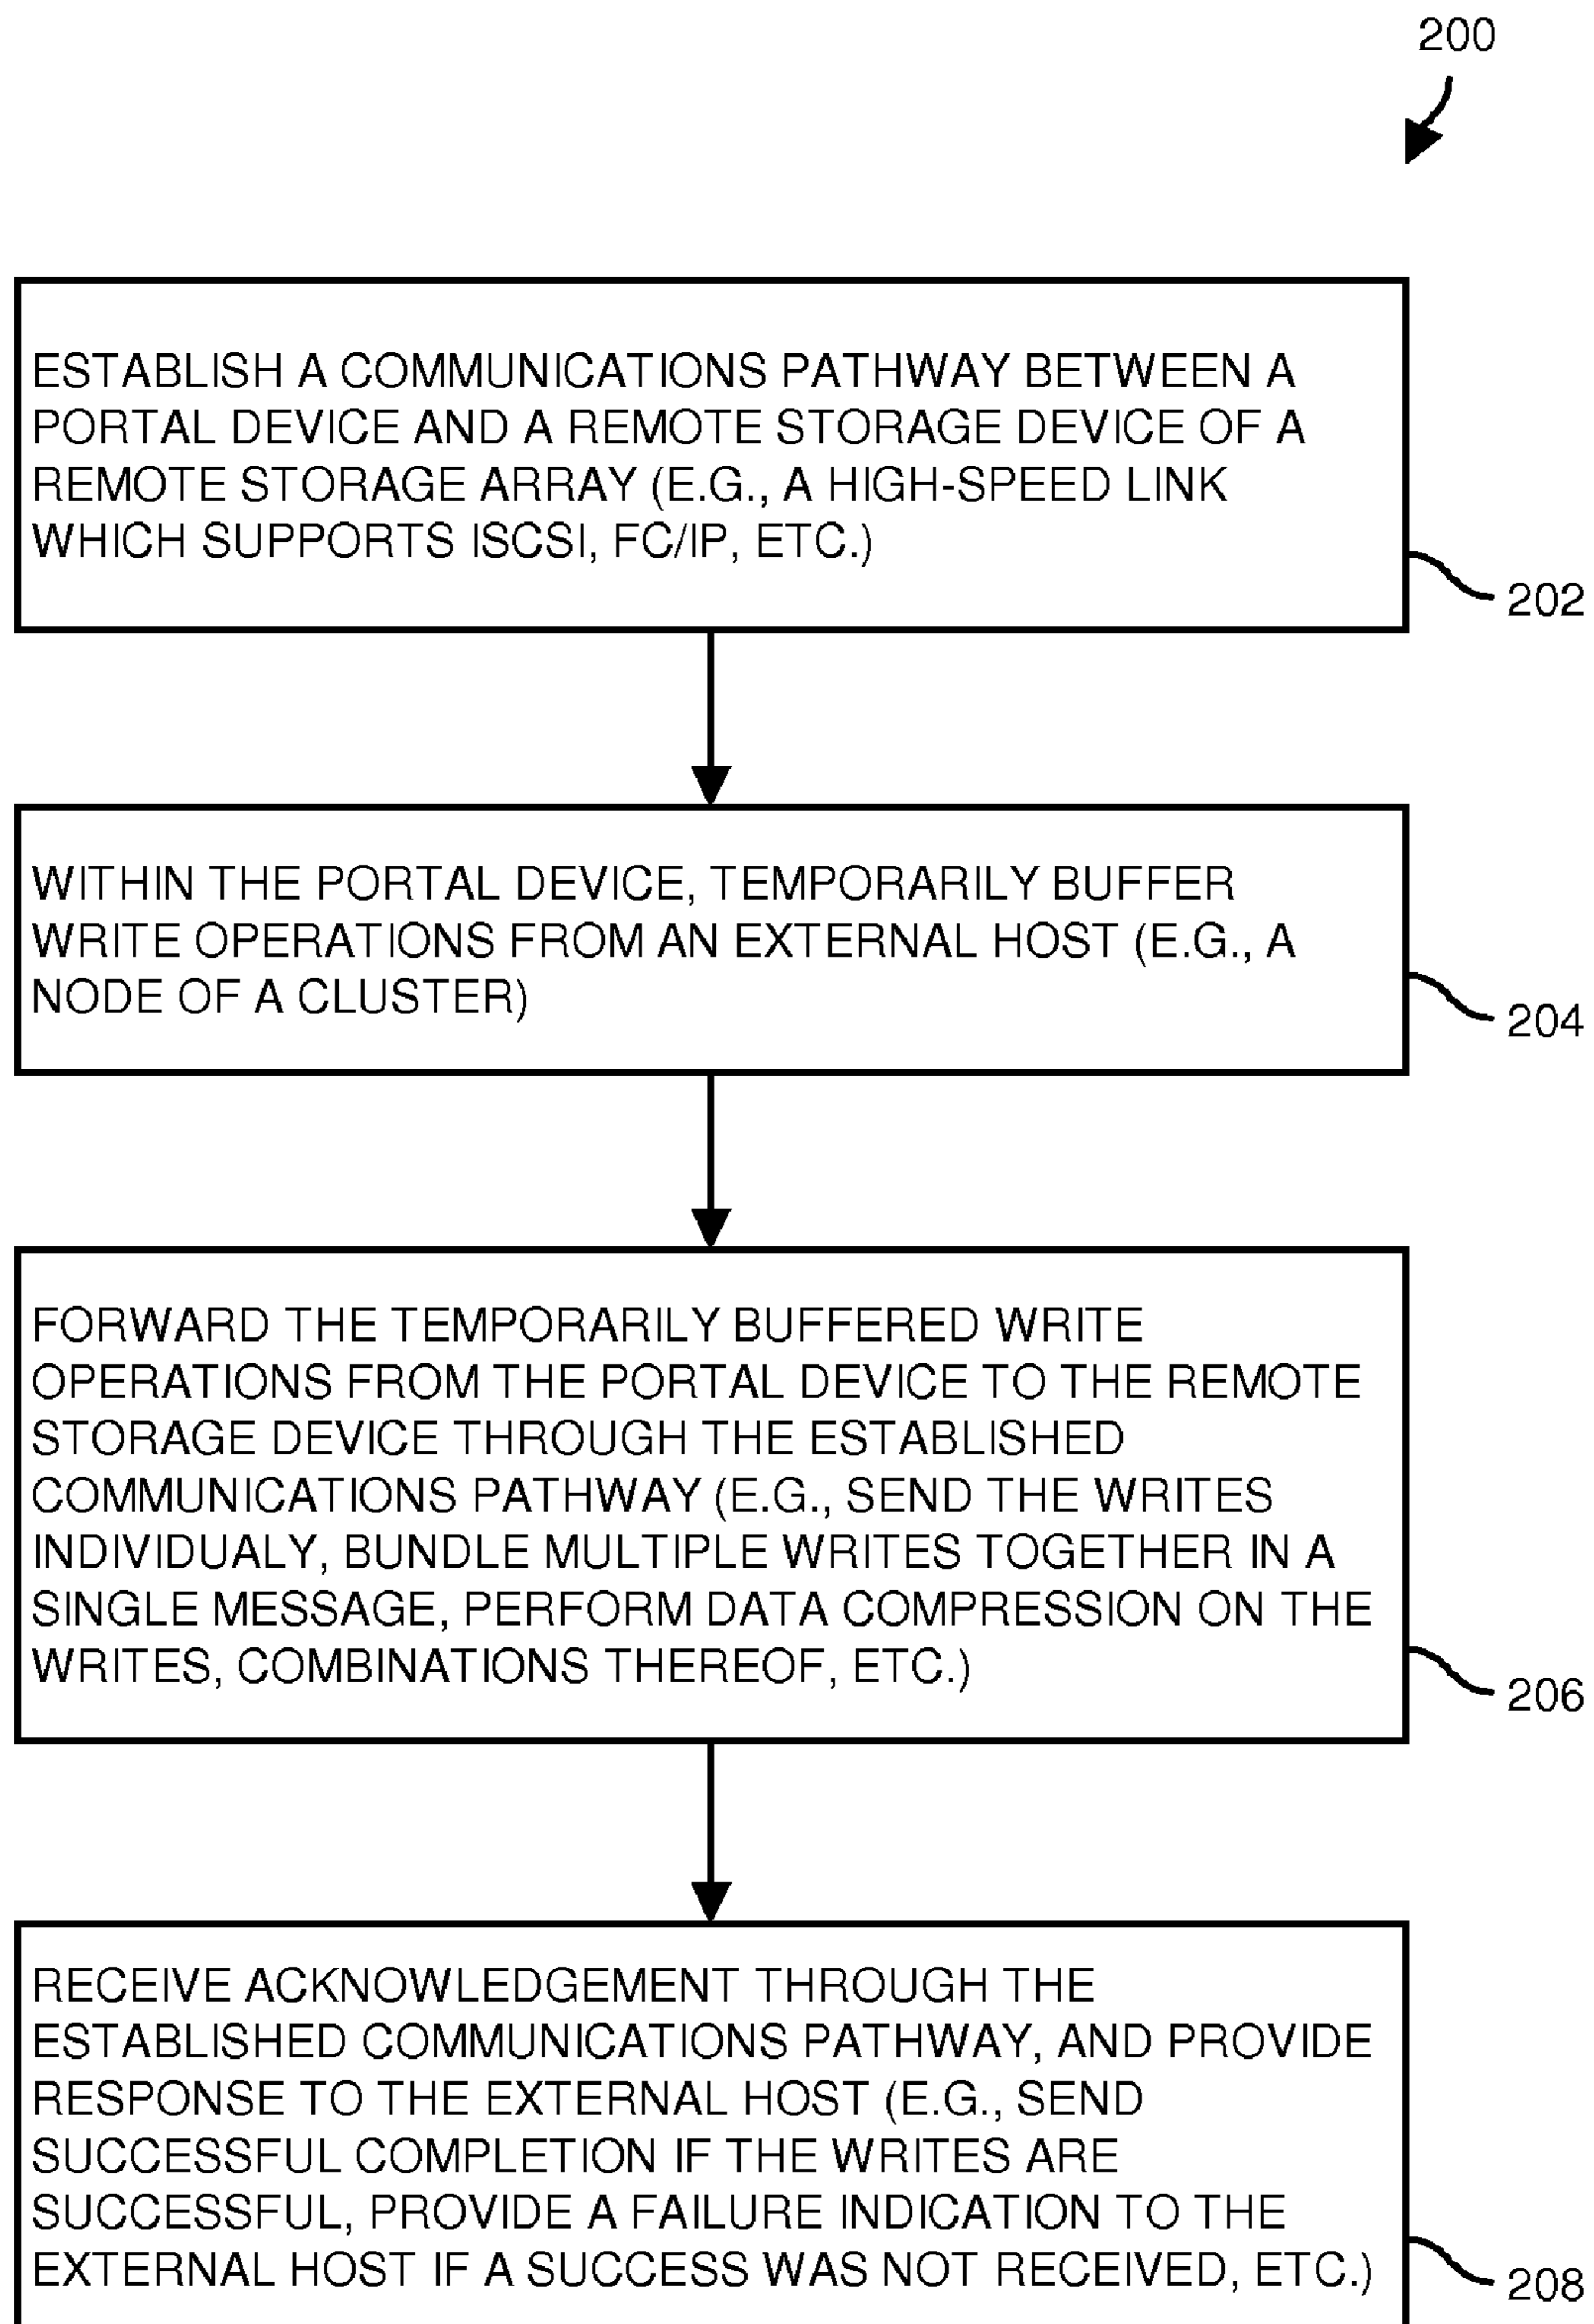 200
ESTABLISH A COMMUNICATIONS PATHWAY BETWEEN A
PORTAL DEVICE AND A REMOTE STORAGE DEVICE OF A
REMOTE STORAGE ARRAY (E.G., A HIGH-SPEED LINK
WHICH SUPPORTS ISCSI, FC/IP, ETC.)
202
WITHIN THE PORTAL DEVICE, TEMPORARILY BUFFER
WRITE OPERATIONS FROM AN EXTERNAL HOST (E.G., A
NODE OF A CLUSTER)
204
FORWARD THE TEMPORARILY BUFFERED WRITE
OPERATIONS FROM THE PORTAL DEVICE TO THE REMOTE
STORAGE DEVICE THROUGH THE ESTABLISHED
COMMUNICATIONS PATHWAY (E.G., SEND THE WRITES
INDIVIDUALY, BUNDLE MULTIPLE WRITES TOGETHER IN A
SINGLE MESSAGE, PERFORM DATA COMPRESSION ON THE
WRITES, COMBINATIONS THEREOF, ETC.)
206
RECEIVE ACKNOWLEDGEMENT THROUGH THE
ESTABLISHED COMMUNICATIONS PATHWAY, AND PROVIDE
RESPONSE TO THE EXTERNAL HOST (E.G., SEND
SUCCESSFUL COMPLETION IF THE WRITES ARE
SUCCESSFUL, PROVIDE A FAILURE INDICATION TO THE
EXTERNAL HOST IF A SUCCESS WAS NOT RECEIVED, ETC.)
208